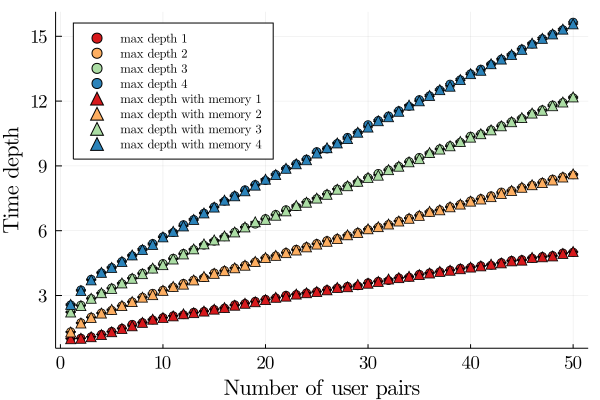 max depth 1
max depth 2
max depth 3
max depth 4
max depth with memory 1
max depth with memory 2
max depth with memory 3
max depth with memory 4
Time depth
15
12
9
6
3
0 10 20 30 40 50
Number of user pairs